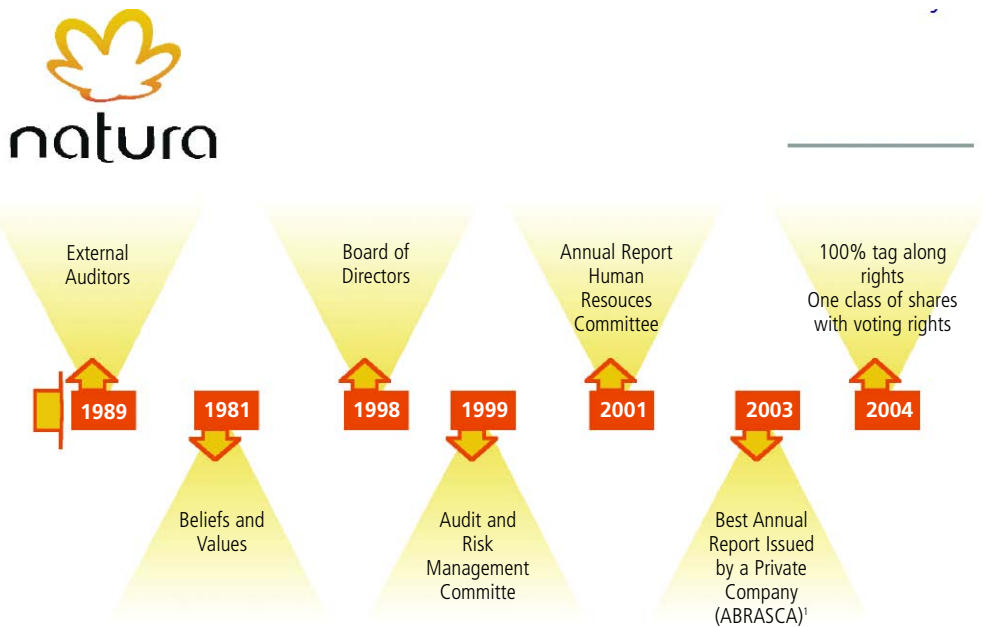 natura
External
Auditors
Board of
Directors
Annual Report
Human
Resouces
Committee
100% tag along
rights
One class of shares
with voting rights
1989
1981
1998
1999
2001
2003
2004
Beliefs and
Values
Audit and
Risk
Management
Committe
Best Annual
Report Issued
by a Private
Company
(ABRASCA)¹